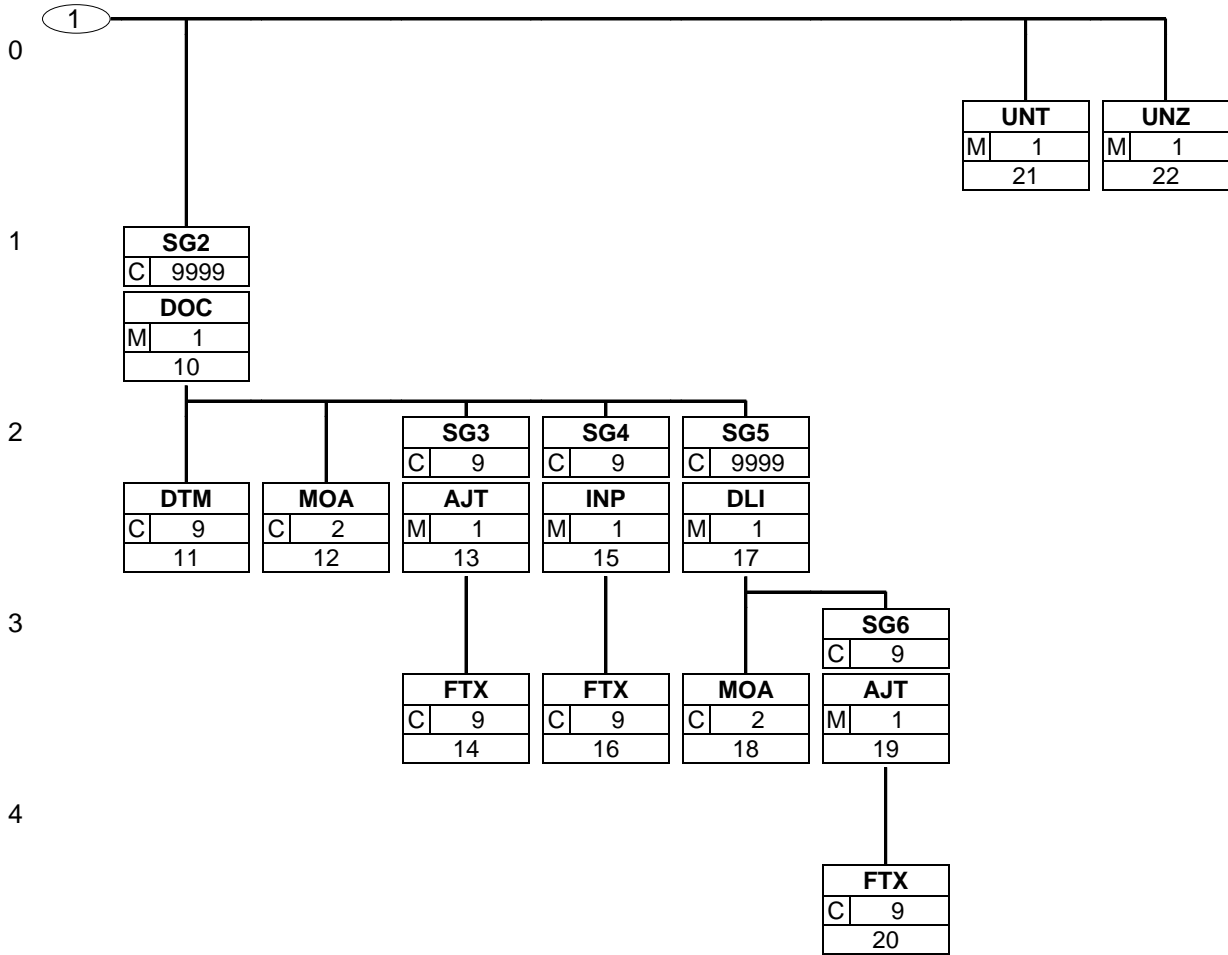 1
0
UNT UNZ
M 1 M 1
21 22
1
SG2
C 9999
DOC
M 1
10
2
SG3 SG4 SG5
C 9 C 9 C 9999
DTM MOA AJT INP DLI
C 9 C 2 M 1 M 1 M 1
11 12 13 15 17
3
SG6
C 9
FTX FTX MOA AJT
C 9 C 9 C 2 M 1
14 16 18 19
4
FTX
C 9
20